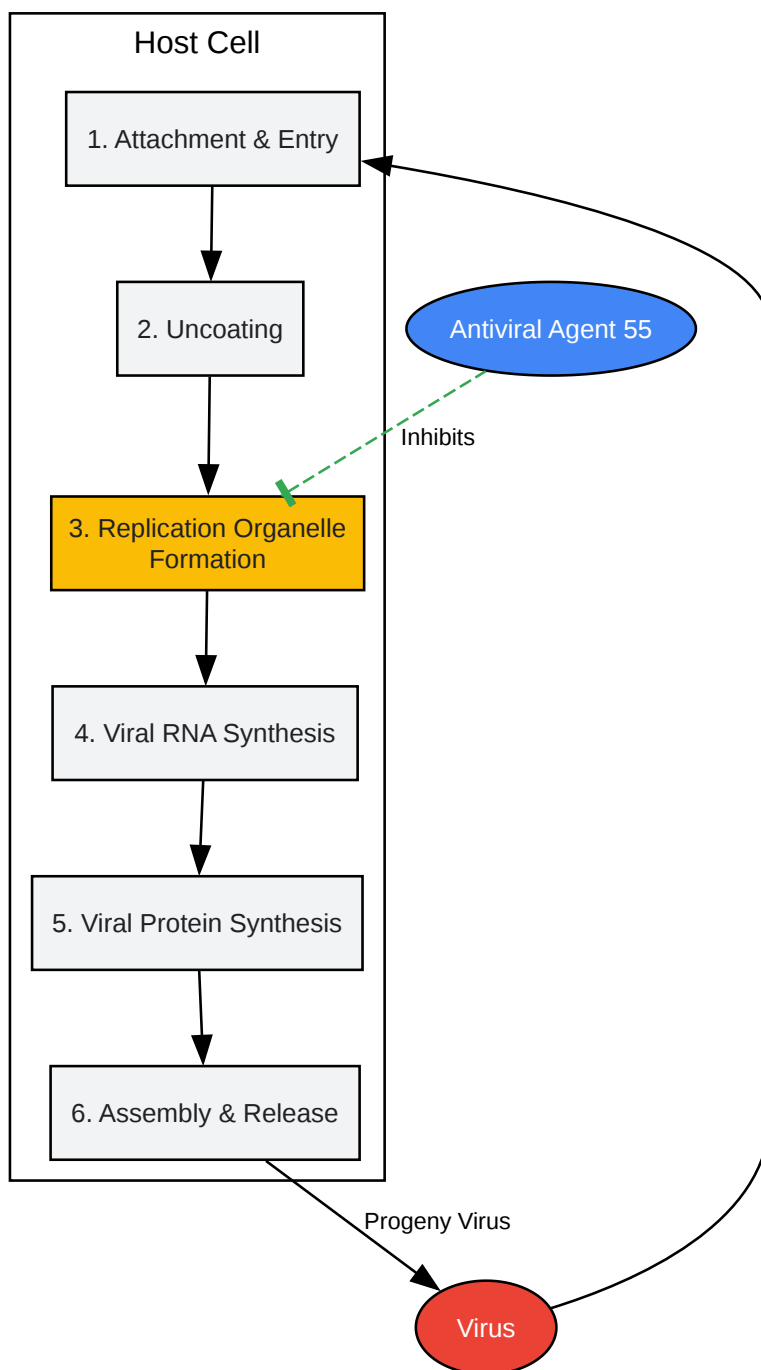 Host Cell
1. Attachment & Entry
2. Uncoating
Antiviral Agent 55
Inhibits
3. Replication Organelle
Formation
4. Viral RNA Synthesis
5. Viral Protein Synthesis
6. Assembly & Release
Progeny Virus
Virus